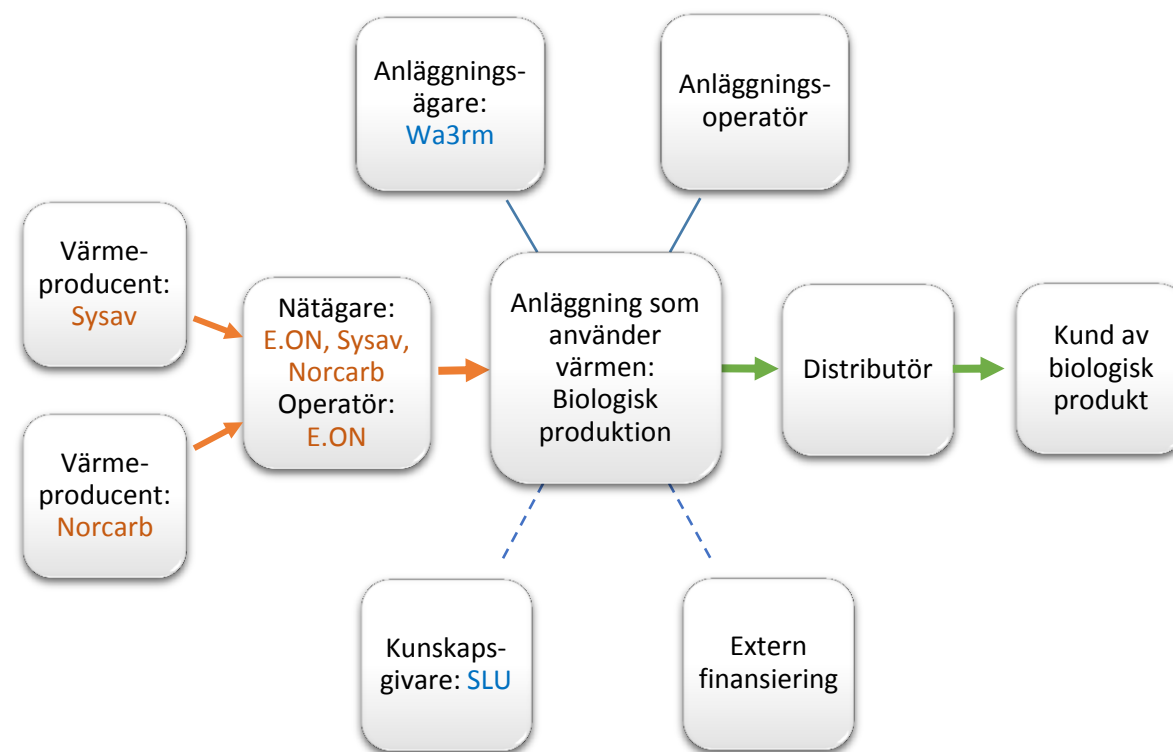 Anläggnings-
ägare:
Wa3rm
Anläggnings-
operatör
Värme-
producent:
Sysav
Nätägare:
E.ON, Sysav,
Norcarb
Operatör:
E.ON
Anläggning som
använder
värmen:
Biologisk
produktion
Distributör
Kund av
biologisk
produkt
Värme-
producent:
Norcarb
Kunskaps-
givare: SLU
Extern
finansiering